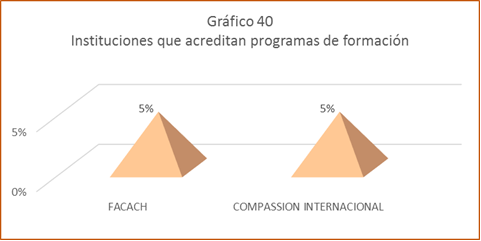 Gráfico 40
Instituciones que acreditan programas de formación
5%
5%
5%
0%
FACACH
COMPASSION INTERNACIONAL